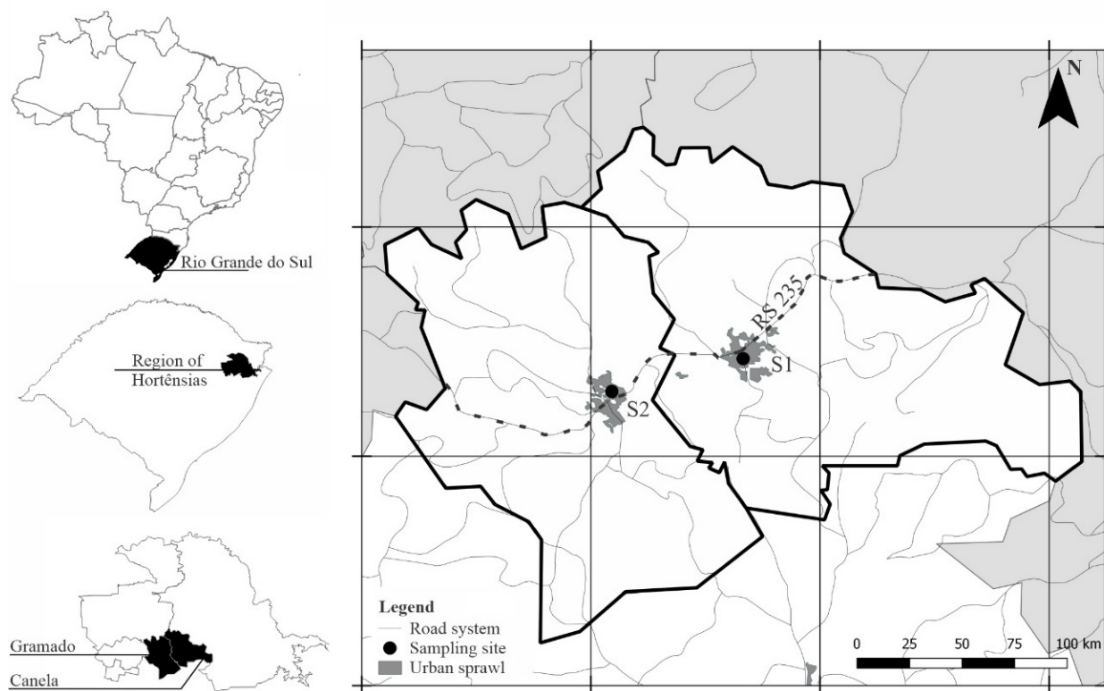 Rio Grande do Sul
Region of
Hortênsias
Gramado
Canela
N
RS 235
S1
S2
Legend
Road system
Sampling site
Urban sprawl
0 25 50 75 100 km